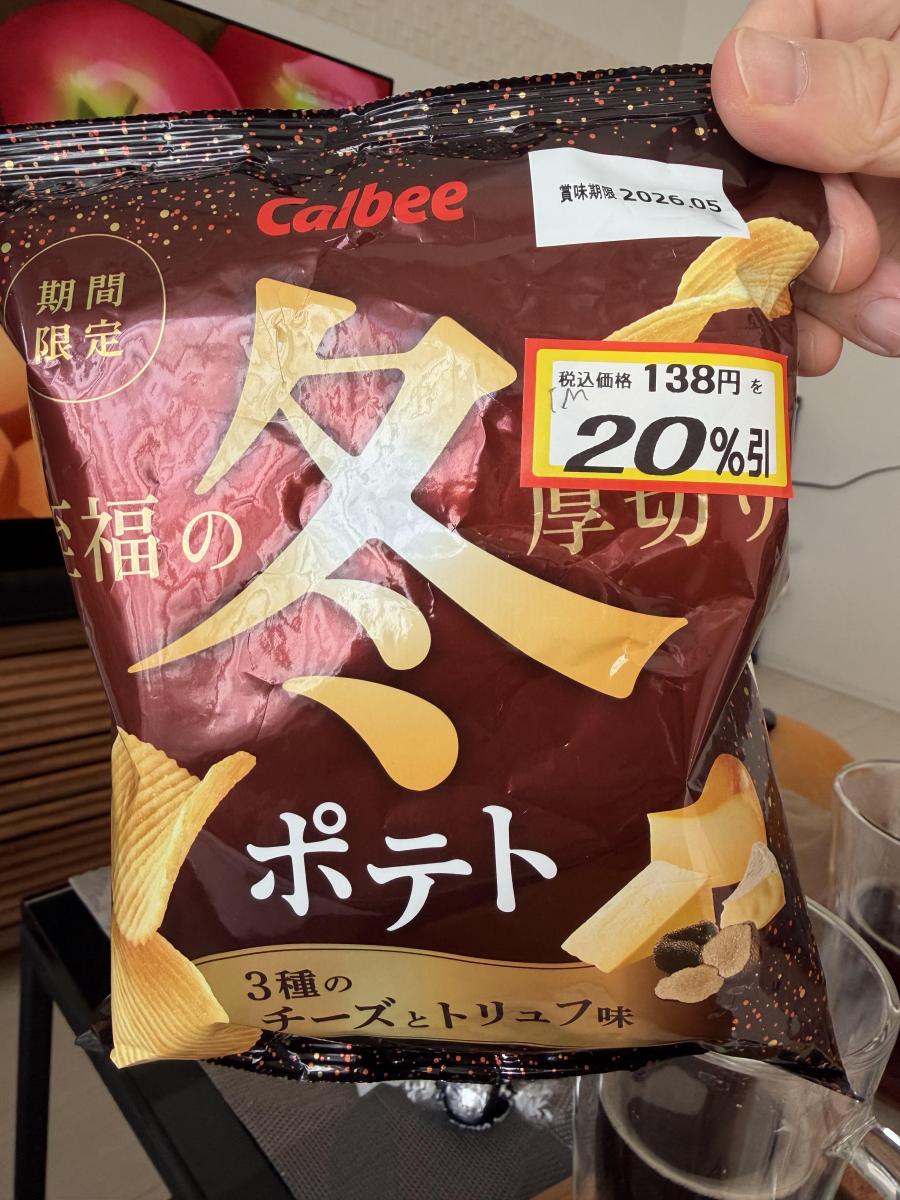 Calbee
賞味期限 2026.05
期間
限定
税込価格 138円 を
20%引
冬
至福の
厚切り
ポテト
3種の
チーズとトリュフ味